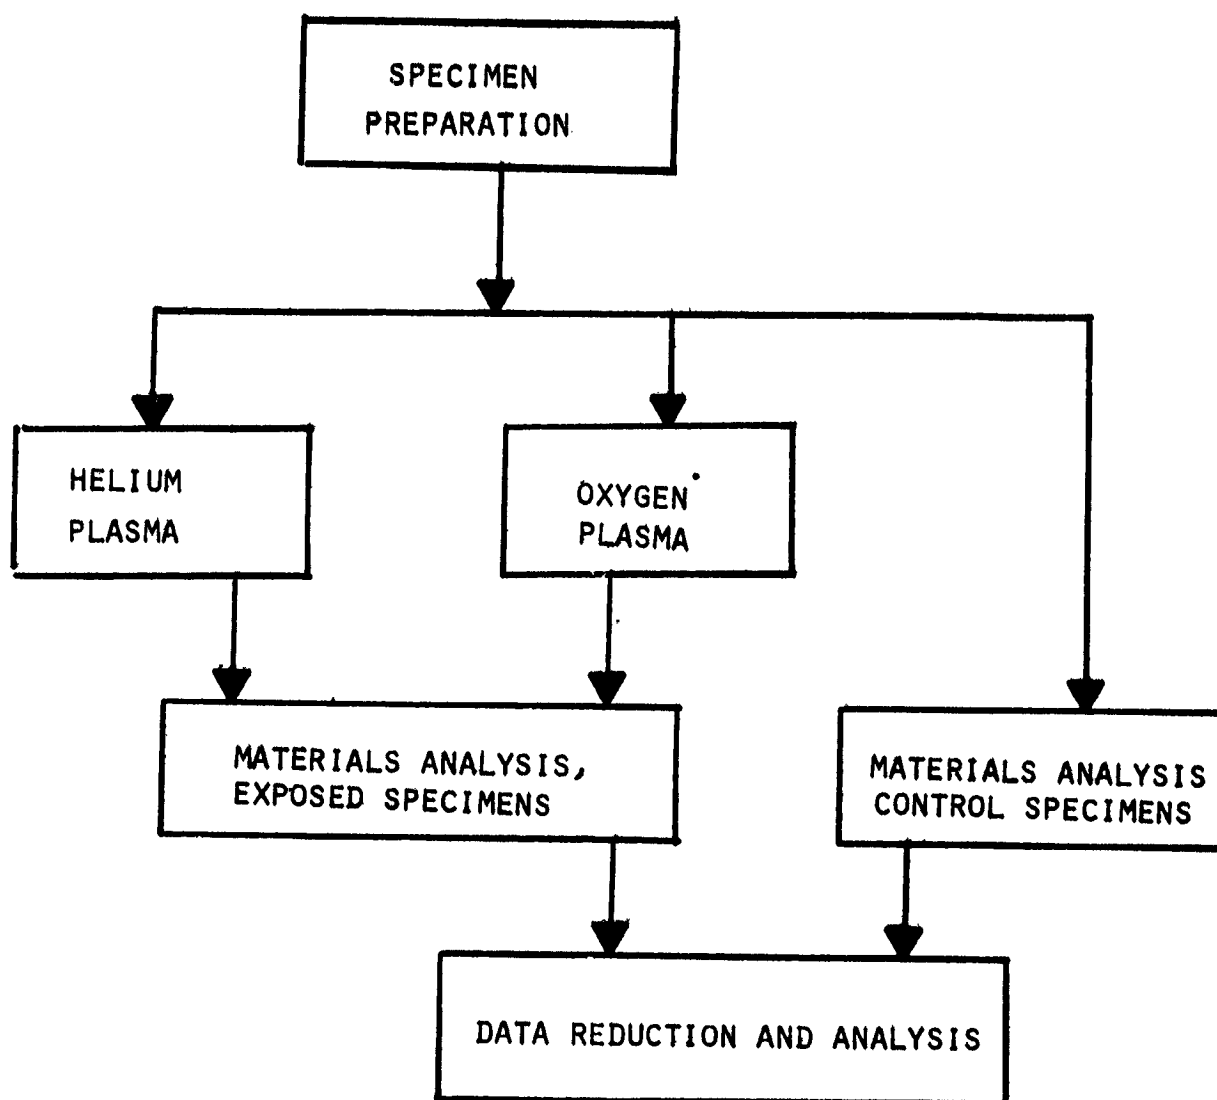 SPECIMEN
PREPARATION
HELIUM
PLASMA
OXYGEN
PLASMA
MATERIALS ANALYSIS,
EXPOSED SPECIMENS
MATERIALS ANALYSIS
CONTROL SPECIMENS
DATA REDUCTION AND ANALYSIS